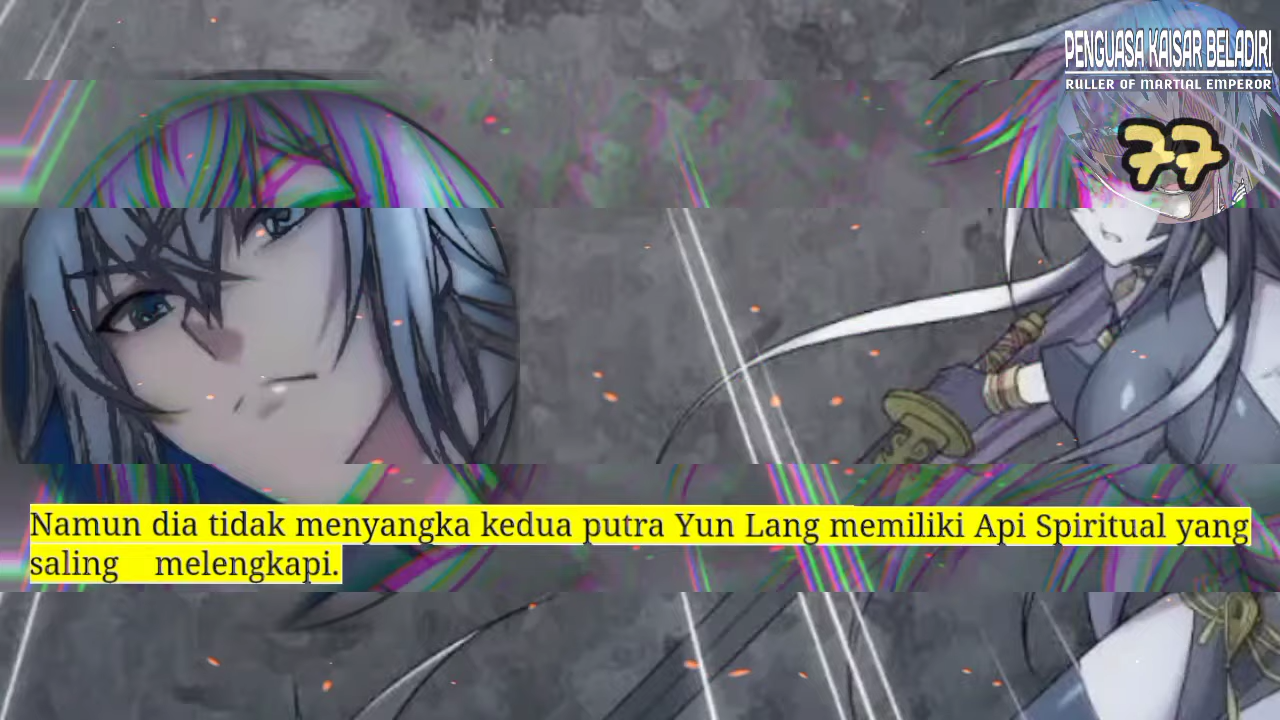 PENGUASA KAISAR BELADIRI
RULLER OF MARTIAL EMPEROR
77
Namun dia tidak menyangka kedua putra Yun Lang memiliki Api Spiritual yang
saling melengkapi.